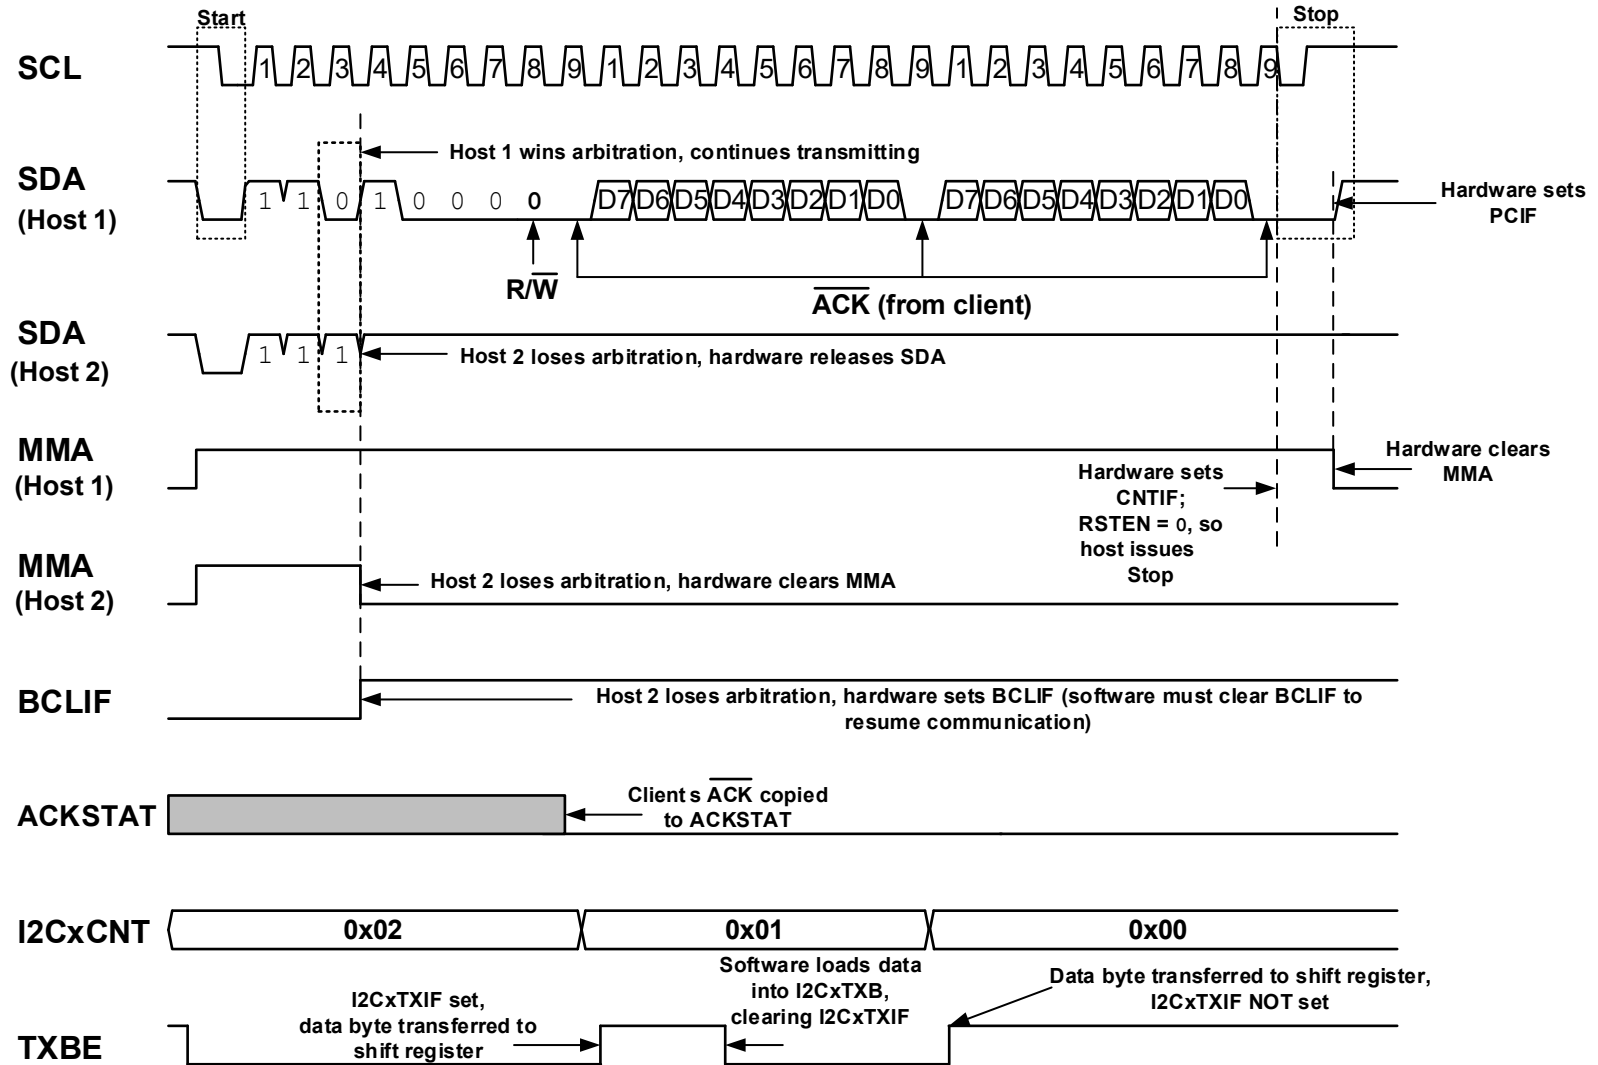 Start
Stop
SCL
1 2 3 4 5 6 7 8 9 1 2 3 4 5 6 7 8 9 1 2 3 4 5 6 7 8 9
Host 1 wins arbitration, continues transmitting
SDA
(Host 1)
1 1 0 1 0 0 0 0 D7 D6 D5 D4 D3 D2 D1 D0 D7 D6 D5 D4 D3 D2 D1 D0
Hardware sets
PCIF
R/W
ACK (from client)
SDA
(Host 2)
1 1 1
Host 2 loses arbitration, hardware releases SDA
MMA
(Host 1)
Hardware clears
MMA
Hardware sets
CNTIF;
RSTEN = 0, so
host issues
Stop
MMA
(Host 2)
Host 2 loses arbitration, hardware clears MMA
BCLIF
Host 2 loses arbitration, hardware sets BCLIF (software must clear BCLIF to
resume communication)
ACKSTAT
Client s ACK copied
to ACKSTAT
I2CxCNT
0x02 0x01 0x00
I2CxTXIF set,
data byte transferred to
shift register
Software loads data
into I2CxTXB,
clearing I2CxTXIF
Data byte transferred to shift register,
I2CxTXIF NOT set
TXBE